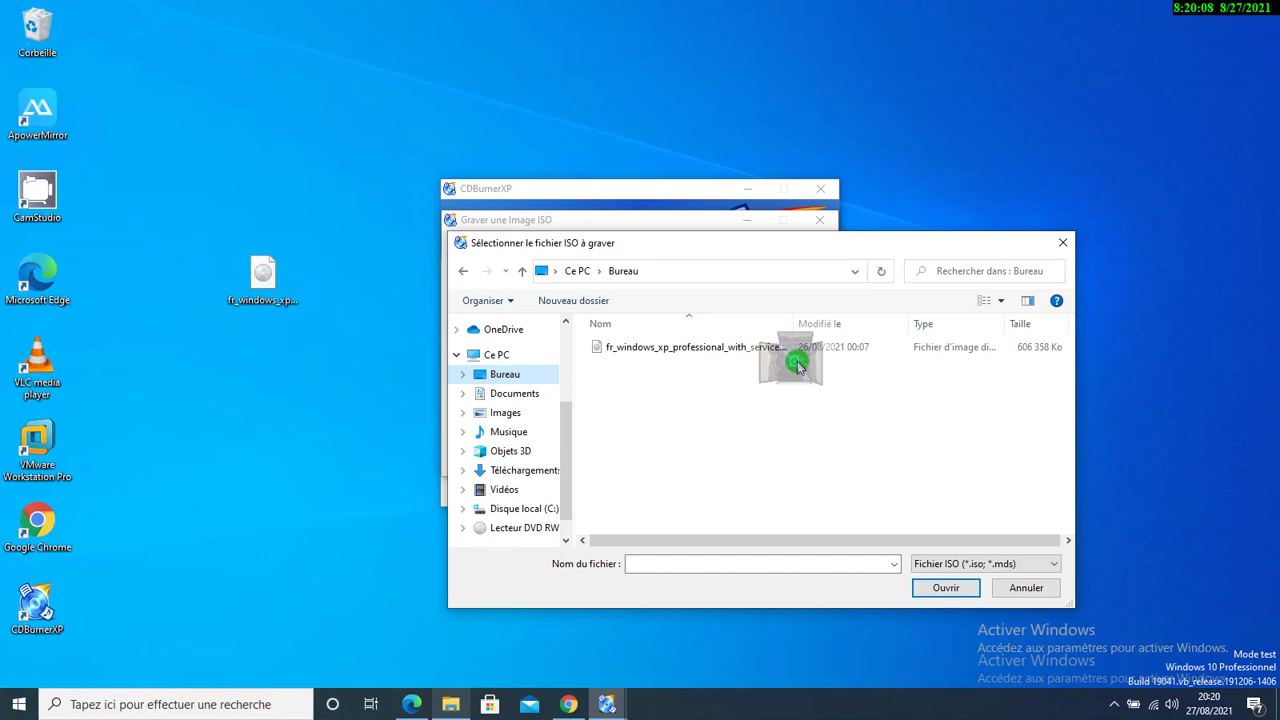 8:20:08 8/27/2021
Corbeille
ApowerMirror
CamStudio
Microsoft Edge
VLC media
player
VMware
Workstation Pro
Google Chrome
CDBurnerXP
fr_windows_xp...
CDBurnerXP
Graver une Image ISO
Sélectionner le fichier ISO à graver
Ce PC
Bureau
Rechercher dans : Bureau
Organiser
Nouveau dossier
OneDrive
Ce PC
Bureau
Documents
Images
Musique
Objets 3D
Téléchargements
Vidéos
Disque local (C:)
Lecteur DVD RW
Nom Modifié le Type Taille
fr_windows_xp_professional_with_service... 26/08/2021 00:07 Fichier d'image di... 606 358 Ko
Nom du fichier :
Fichier ISO (*.iso; *.mds)
Ouvrir
Annuler
Activer Windows
Accédez aux paramètres pour activer Windows.
Activer Windows
Accédez aux paramètres pour activer Windows.
Mode test
Windows 10 Professionnel
Build 19041.vb_release.191206-1406
Tapez ici pour effectuer une recherche
20:20
27/08/2021
7